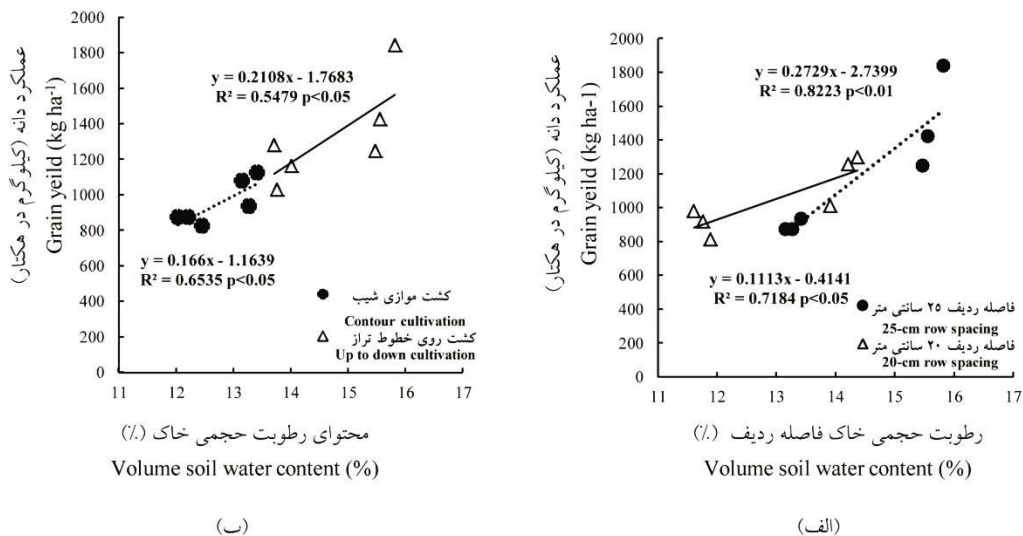 عملکرد دانه (کیلوگرم در هکتار)
Grain yeild (kg ha-1)
2000
1800
1600
1400
1200
1000
800
600
400
200
0
y = 0.2729x - 2.7399
R² = 0.8223 p<0.01
y = 0.1113x - 0.4141
R² = 0.7184 p<0.05
فاصله ردیف ۲۵ سانتی متر
25-cm row spacing
فاصله ردیف ۲۰ سانتی متر
20-cm row spacing
11 12 13 14 15 16 17
رطوبت حجمی خاک فاصله ردیف (٪)
Volume soil water content (%)
(الف)
عملکرد دانه (کیلوگرم در هکتار)
Grain yeild (kg ha⁻¹)
2000
1800
1600
1400
1200
1000
800
600
400
200
0
y = 0.2108x - 1.7683
R² = 0.5479 p<0.05
y = 0.166x - 1.1639
R² = 0.6535 p<0.05
کشت موازی شیب
Contour cultivation
کشت روی خطوط تراز
Up to down cultivation
11 12 13 14 15 16 17
محتوای رطوبت حجمی خاک (٪)
Volume soil water content (%)
(ب)